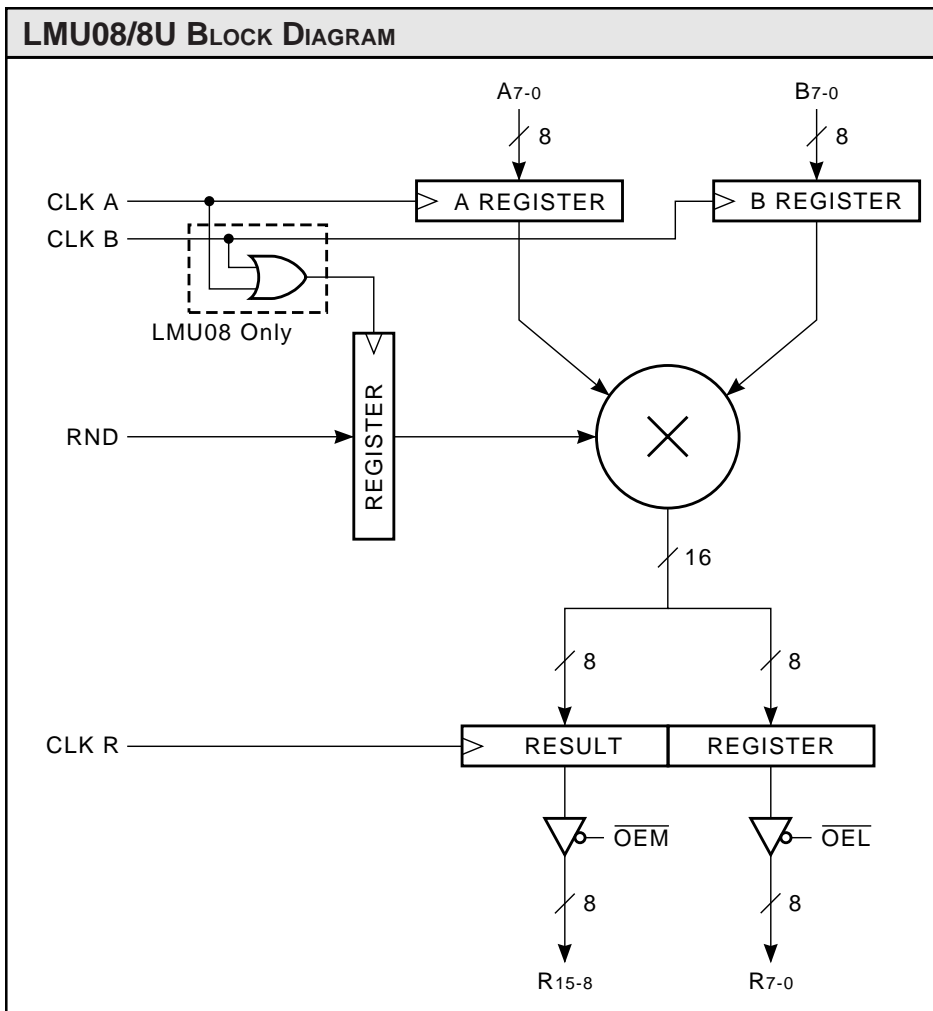 LMU08/8U BLOCK DIAGRAM
A7-0
B7-0
8
8
CLK A
A REGISTER
B REGISTER
CLK B
LMU08 Only
RND
REGISTER
16
8
8
CLK R
RESULT
REGISTER
OEM
OEL
8
8
R15-8
R7-0